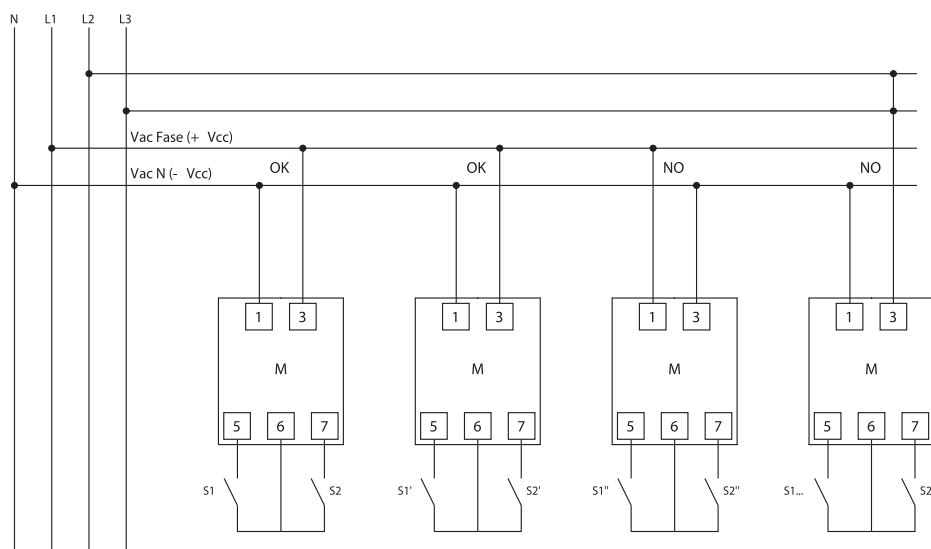 N L1 L2 L3
Vac Fase (+ Vcc)
OK OK NO NO
Vac N (- Vcc)
1 3 1 3 1 3 1 3
M M M M
5 6 7 5 6 7 5 6 7 5 6 7
S1 S2 S1' S2' S1" S2" S1... S2